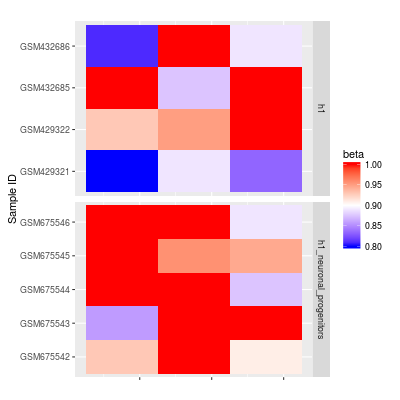 GSM432686
GSM432685
GSM429322
GSM429321
h1
GSM675546
GSM675545
GSM675544
GSM675543
GSM675542
h1_neuronal_progenitors
Sample ID
beta
1.00
0.95
0.90
0.85
0.80